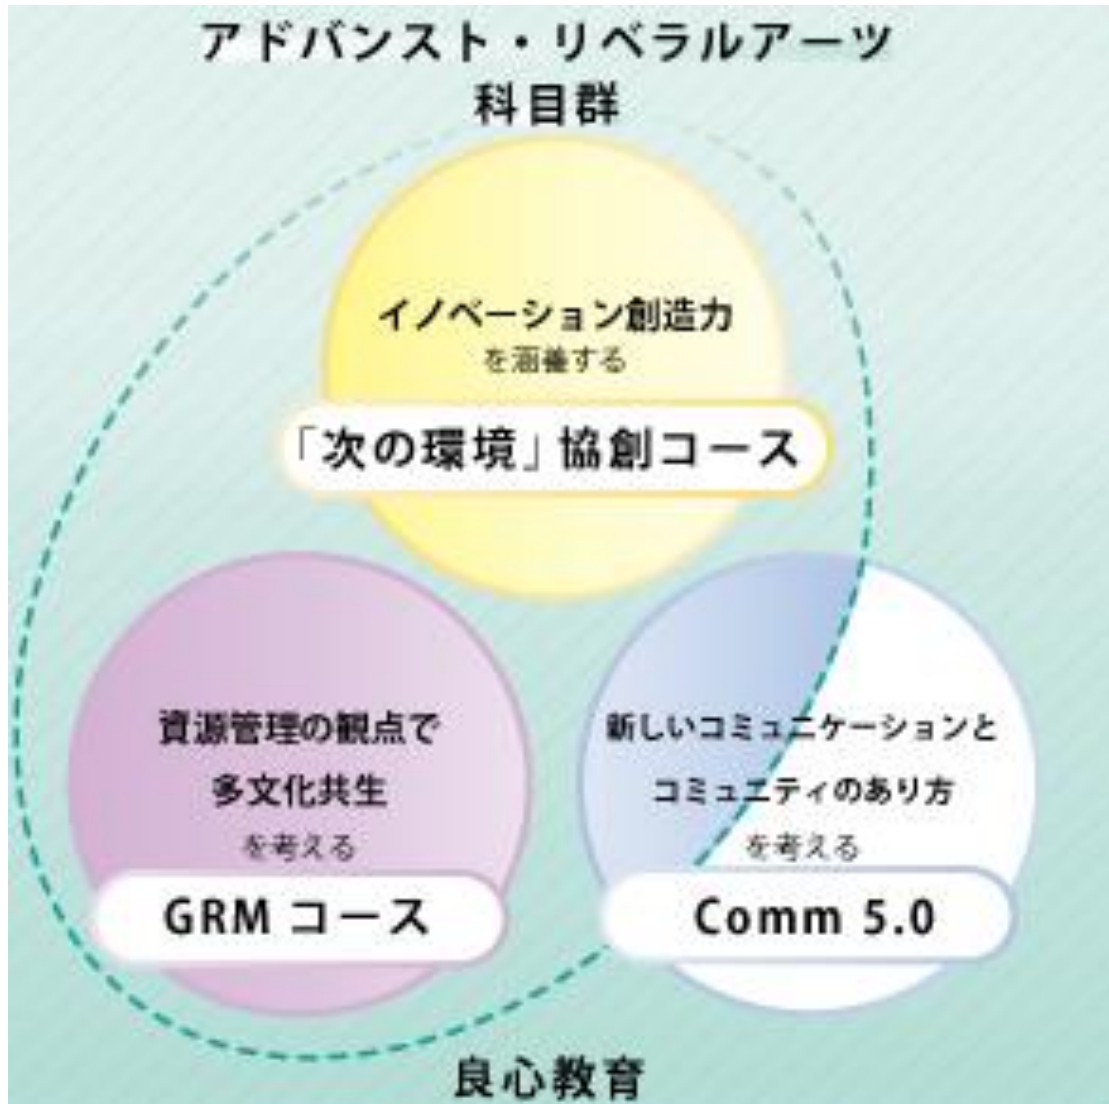 アドバンスト・リベラルアーツ
科目群
イノベーション創造力
を涵養する
「次の環境」協創コース
資源管理の観点で
多文化共生
を考える
GRM コース
新しいコミュニケーションと
コミュニティのあり方
を考える
Comm 5.0
良心教育